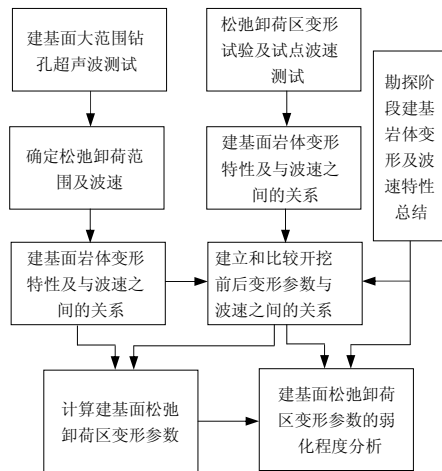 建基面大范围钻
孔超声波测试
松弛卸荷区变形
试验及试点波速
测试
勘探阶
段建基
岩体变
形及波
速特性
总结
确定松弛卸荷范
围及波速
建基面岩体变形
特性及与波速之
间的关系
建基面岩体变形
特性及与波速之
间的关系
建立和比较开挖
前后变形参数与
波速之间的关系
计算建基面松弛
卸荷区变形参数
建基面松弛卸荷
区变形参数的弱
化程度分析